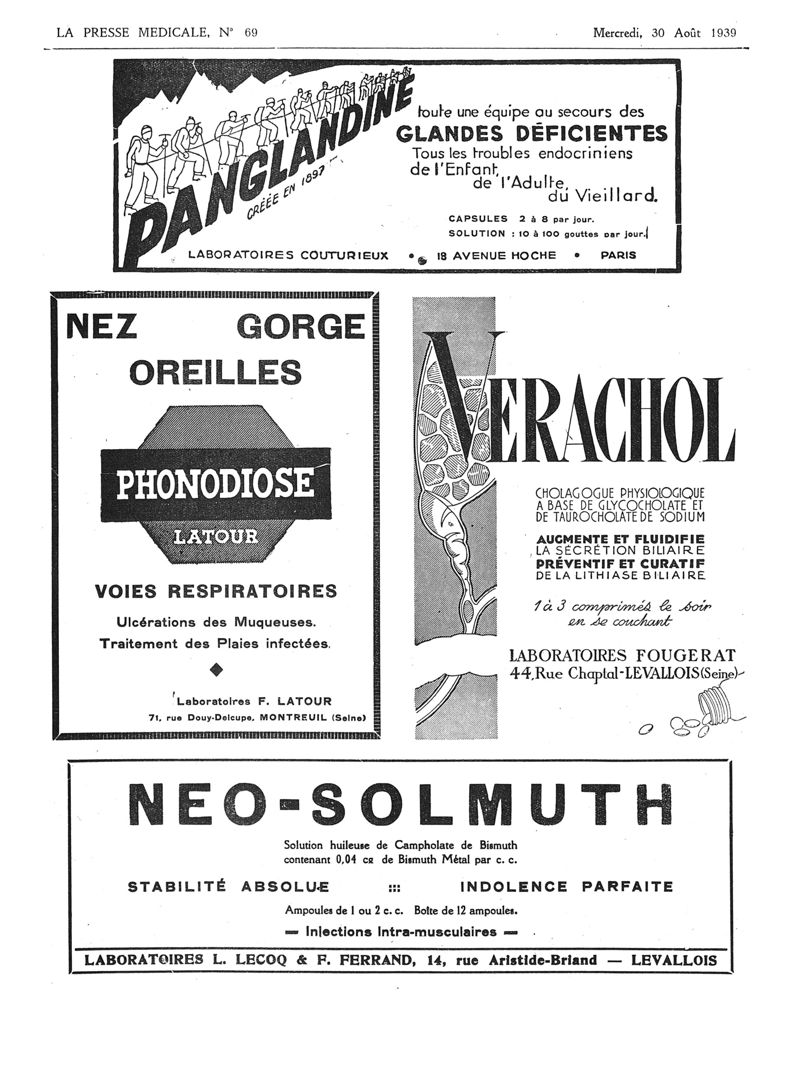 LA PRESSE MEDICALE, N° 69
Mercredi, 30 Août 1939
PANGLANDINE
CRÉÉE EN 1897
toute une équipe au secours des
GLANDES DÉFICIENTES
Tous les troubles endocriniens
de l'Enfant,
de l'Adulte,
du Vieillard.
CAPSULES 2 à 8 par jour.
SOLUTION : 10 à 100 gouttes par jour.
LABORATOIRES COUTURIEUX • 18 AVENUE HOCHE • PARIS
NEZ GORGE
OREILLES
PHONODIOSE
LATOUR
VOIES RESPIRATOIRES
Ulcérations des Muqueuses.
Traitement des Plaies infectées.
Laboratoires F. LATOUR
71, rue Douy-Delcupe, MONTREUIL (Seine)
VERACHOL
CHOLAGOGUE PHYSIOLOGIQUE
A BASE DE GLYCOCHOLATE ET
DE TAUROCHOLATE DE SODIUM
AUGMENTE ET FLUIDIFIE
LA SÉCRÉTION BILIAIRE
PRÉVENTIF ET CURATIF
DE LA LITHIASE BILIAIRE
1 à 3 comprimés le soir
en se couchant
LABORATOIRES FOUGERAT
44, Rue Chaptal-LEVALLOIS (Seine)
NEO-SOLMUTH
Solution huileuse de Campholate de Bismuth
contenant 0,04 cg de Bismuth Métal par c. c.
STABILITÉ ABSOLUE ::: INDOLENCE PARFAITE
Ampoules de 1 ou 2 c. c. Boîte de 12 ampoules.
— Injections Intra-musculaires —
LABORATOIRES L. LECOQ & F. FERRAND, 14, rue Aristide-Briand — LEVALLOIS